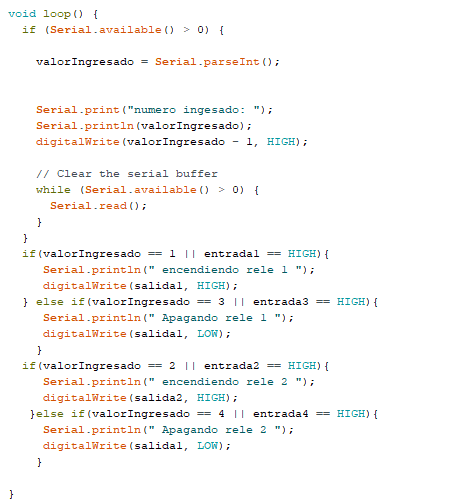 void loop() {
if (Serial.available() > 0) {
valorIngresado = Serial.parseInt();
Serial.print("numero ingesado: ");
Serial.println(valorIngresado);
digitalWrite(valorIngresado - 1, HIGH);
// Clear the serial buffer
while (Serial.available() > 0) {
Serial.read();
}
}
if(valorIngresado == 1 || entrada1 == HIGH){
Serial.println(" encendiendo rele 1 ");
digitalWrite(salida1, HIGH);
} else if(valorIngresado == 3 || entrada3 == HIGH){
Serial.println(" Apagando rele 1 ");
digitalWrite(salida1, LOW);
}
if(valorIngresado == 2 || entrada2 == HIGH){
Serial.println(" encendiendo rele 2 ");
digitalWrite(salida2, HIGH);
}else if(valorIngresado == 4 || entrada4 == HIGH){
Serial.println(" Apagando rele 2 ");
digitalWrite(salida1, LOW);
}
}